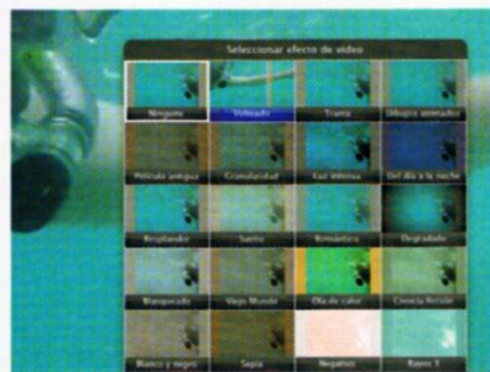 Seleccionar efecto de vídeo
Ninguno Volteado Trama Dibujos animados
Película antigua Granularidad Luz intensa Del día a la noche
Resplandor Sueño Romántico Degradado
Blanqueado Viejo Mundo Ola de calor Ciencia ficción
Blanco y negro Sepia Negativo Rayos X